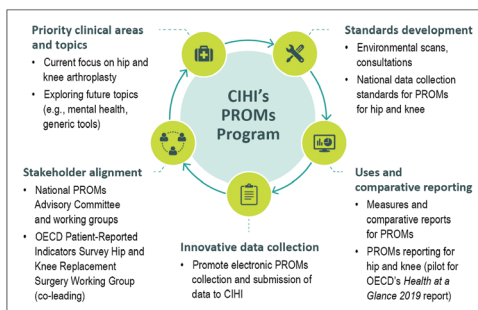 Priority clinical areas
and topics
• Current focus on hip and
knee arthroplasty
• Exploring future topics
(e.g., mental health,
generic tools)
Standards development
• Environmental scans,
consultations
• National data collection
standards for PROMs
for hip and knee
CIHI’s
PROMs
Program
Stakeholder alignment
• National PROMs
Advisory Committee
and working groups
• OECD Patient-Reported
Indicators Survey Hip and
Knee Replacement
Surgery Working Group
(co-leading)
Innovative data collection
• Promote electronic PROMs
collection and submission of
data to CIHI
Uses and
comparative reporting
• Measures and
comparative reports
for PROMs
• PROMs reporting for
hip and knee (pilot for
OECD’s Health at a
Glance 2019 report)